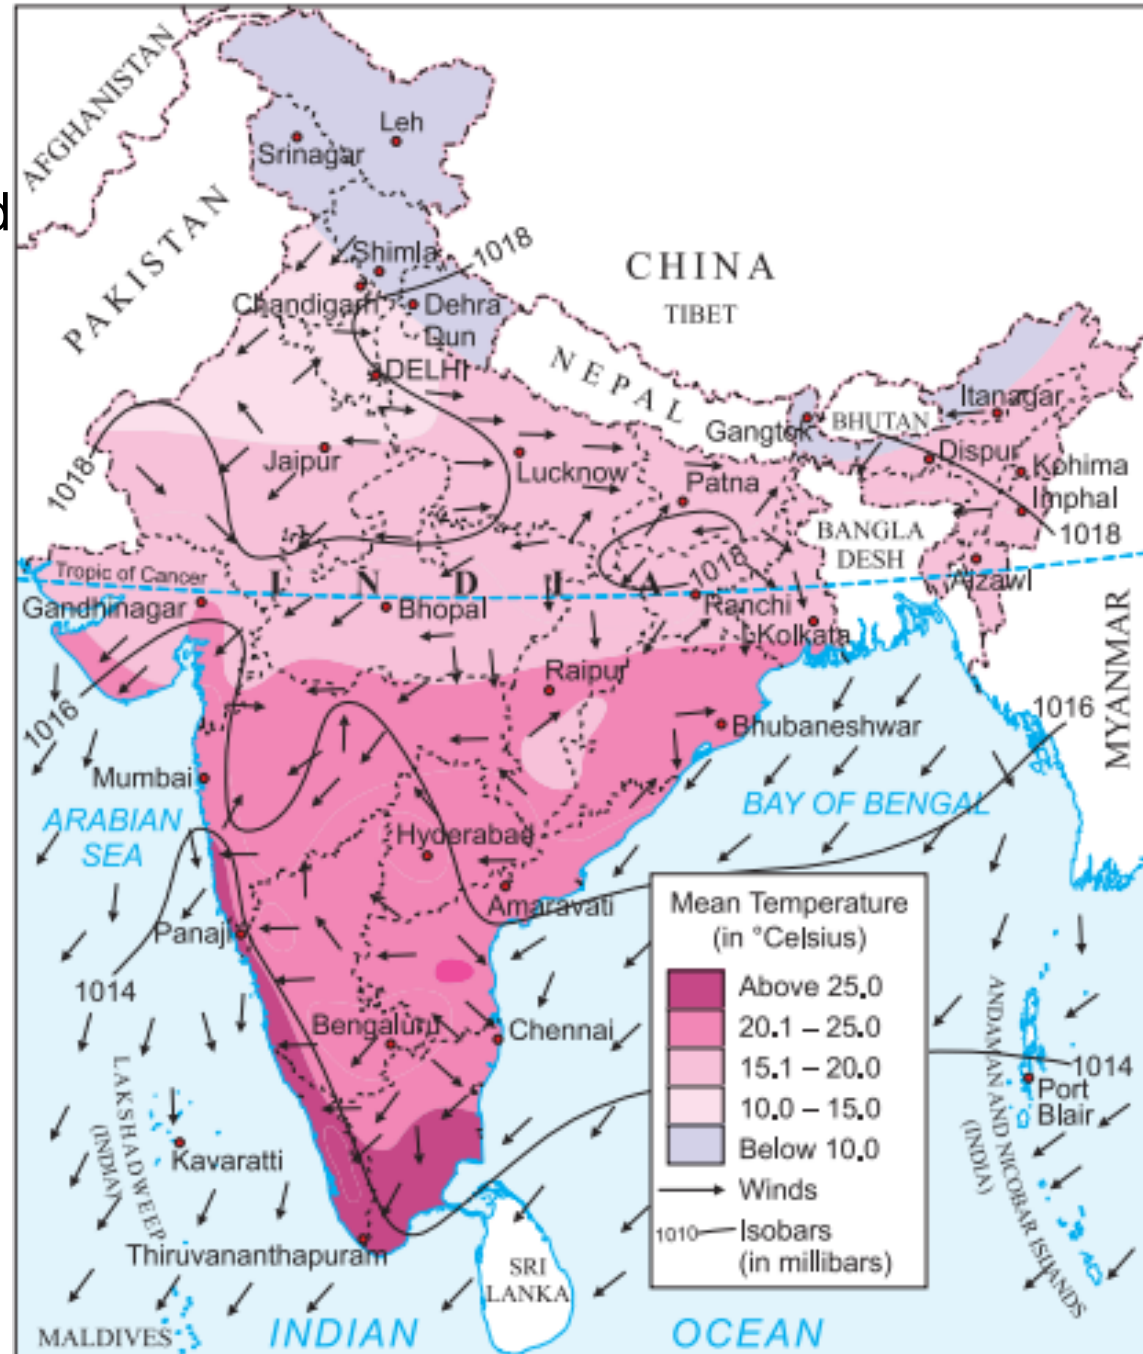 AFGHANISTAN
d
PAKISTAN
Srinagar
Leh
Shimla
1018
Chandigarh
Dehra
Dun
DELHI
CHINA
TIBET
NEPAL
Gangtok
BHUTAN
Itanagar
Dispur
Kohima
Imphal
1018
Jaipur
Lucknow
Patna
BANGLA
DESH
1018
Tropic of Cancer
INDIA
1018
Aizawl
Gandhinagar
Bhopal
Ranchi
Kolkata
MYANMAR
Raipur
1016
1016
Bhubaneshwar
Mumbai
ARABIAN
SEA
BAY OF BENGAL
Hyderabad
Amaravati
Panaji
1014
Bengaluru
Chennai
Mean Temperature
(in °Celsius)
Above 25.0
20.1 – 25.0
15.1 – 20.0
10.0 – 15.0
Below 10.0
Winds
1010 Isobars
(in millibars)
1014
Port
Blair
ANDAMAN AND NICOBAR ISLANDS
(INDIA)
LAKSHADWEEP
(INDIA)
Kavaratti
Thiruvananthapuram
SRI
LANKA
MALDIVES
INDIAN OCEAN